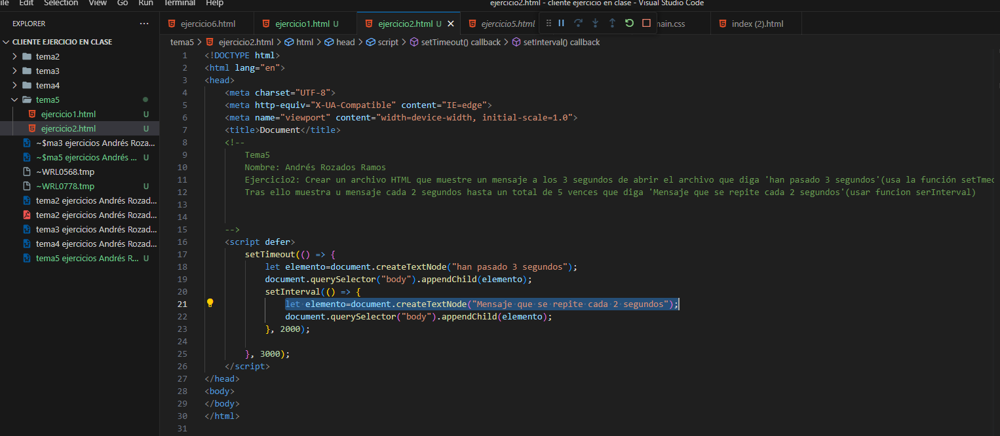 ile Edit Selection View Go Run Terminal Help
ejercicio2.html - cliente ejercicio en clase - Visual Studio Code
EXPLORER
ejercicio6.html ejercicio1.html U ejercicio2.html U ejercicio5.html main.css index (2).html
CLIENTE EJERCICIO EN CLASE
tema5 > ejercicio2.html > html > head > script > setTimeout() callback > setInterval() callback
tema2
tema3
tema4
tema5
ejercicio1.html U
ejercicio2.html U
~$ma3 ejercicios Andrés Roza...
~$ma5 ejercicios Andrés ... U
~WRL0568.tmp
~WRL0778.tmp U
tema2 ejercicios Andrés Rozad...
tema2 ejercicios Andrés Rozad...
tema3 ejercicios Andrés Rozad...
tema4 ejercicios Andrés Rozad...
tema5 ejercicios Andrés R... U
1 <!DOCTYPE html>
2 <html lang="en">
3 <head>
4 <meta charset="UTF-8">
5 <meta http-equiv="X-UA-Compatible" content="IE=edge">
6 <meta name="viewport" content="width=device-width, initial-scale=1.0">
7 <title>Document</title>
8 <!--
9 Tema5
10 Nombre: Andrés Rozados Ramos
11 Ejercicio2: Crear un archivo HTML que muestre un mensaje a los 3 segundos de abrir el archivo que diga 'han pasado 3 segundos'(usa la función setTmeo
12 Tras ello muestra u mensaje cada 2 segundos hasta un total de 5 vences que diga 'Mensaje que se repite cada 2 segundos'(usar funcion serInterval)
13
14
15 -->
16 <script defer>
17 setTimeout(() => {
18 let elemento=document.createTextNode("han pasado 3 segundos");
19 document.querySelector("body").appendChild(elemento);
20 setInterval(() => {
21 let elemento=document.createTextNode("Mensaje que se repite cada 2 segundos");
22 document.querySelector("body").appendChild(elemento);
23 }, 2000);
24
25 }, 3000);
26 </script>
27 </head>
28 <body>
29 </body>
30 </html>
31